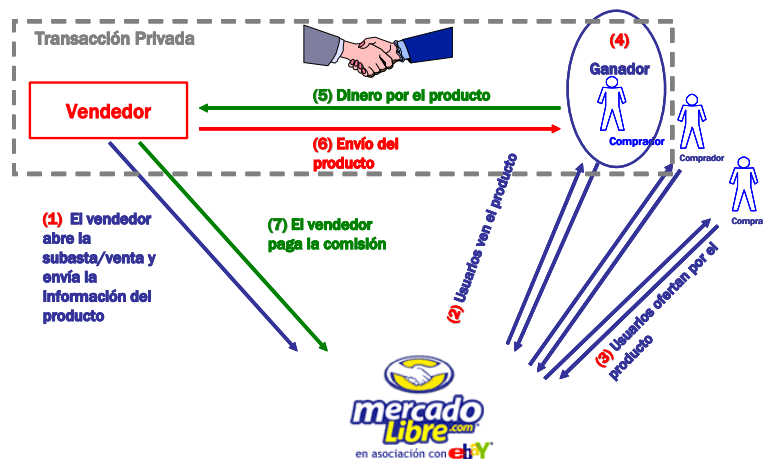 Transacción Privada
(4)
Ganador
Comprador
Comprador
Compra
Vendedor
(5) Dinero por el producto
(6) Envío del
producto
(1) El vendedor
abre la
subasta/venta y
envía la
información del
producto
(7) El vendedor
paga la comisión
(2) Usuarios ven el producto
(3) Usuarios ofertan por el
producto
mercado
Libre.com
en asociación con ebay